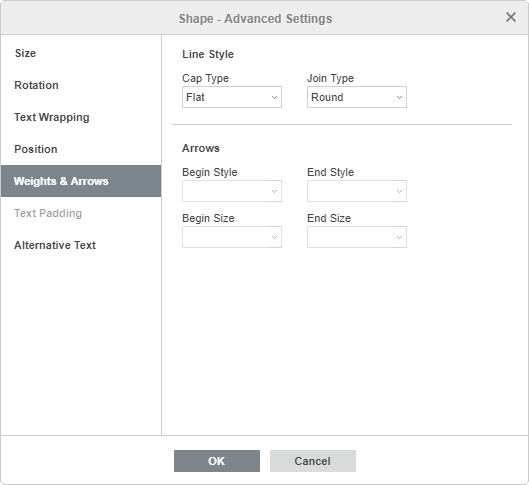 Shape - Advanced Settings
Size
Rotation
Text Wrapping
Position
Weights & Arrows
Text Padding
Alternative Text
Line Style
Cap Type Join Type
Flat Round
Arrows
Begin Style End Style
Begin Size End Size
OK Cancel